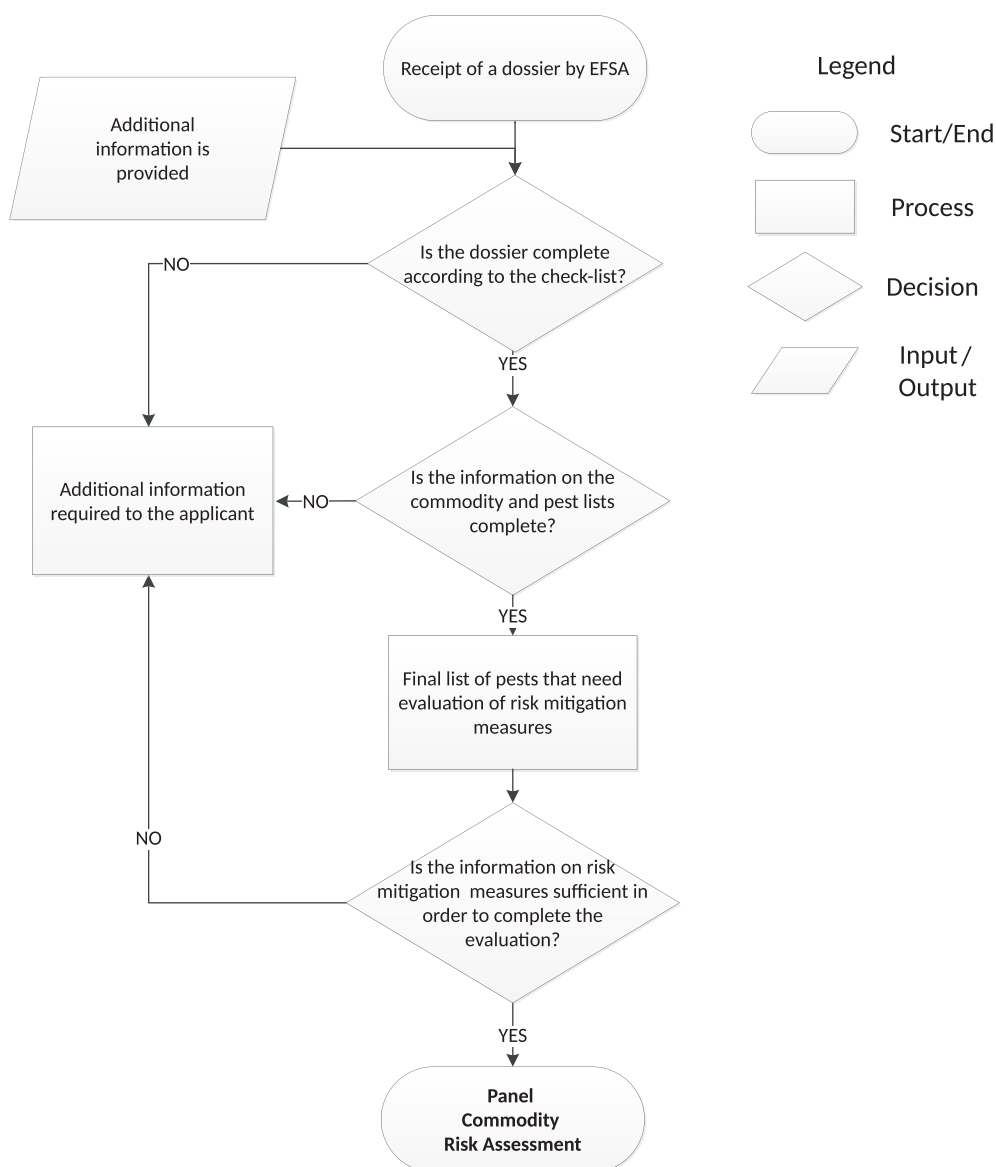 Receipt of a dossier by EFSA
Additional
information is
provided
Is the dossier complete
according to the check-list?
NO
YES
Is the information on the
commodity and pest lists
complete?
NO
Additional information
required to the applicant
YES
Final list of pests that need
evaluation of risk mitigation
measures
Is the information on risk
mitigation measures sufficient in
order to complete the
evaluation?
NO
YES
Panel
Commodity
Risk Assessment
Legend
Start/End
Process
Decision
Input /
Output